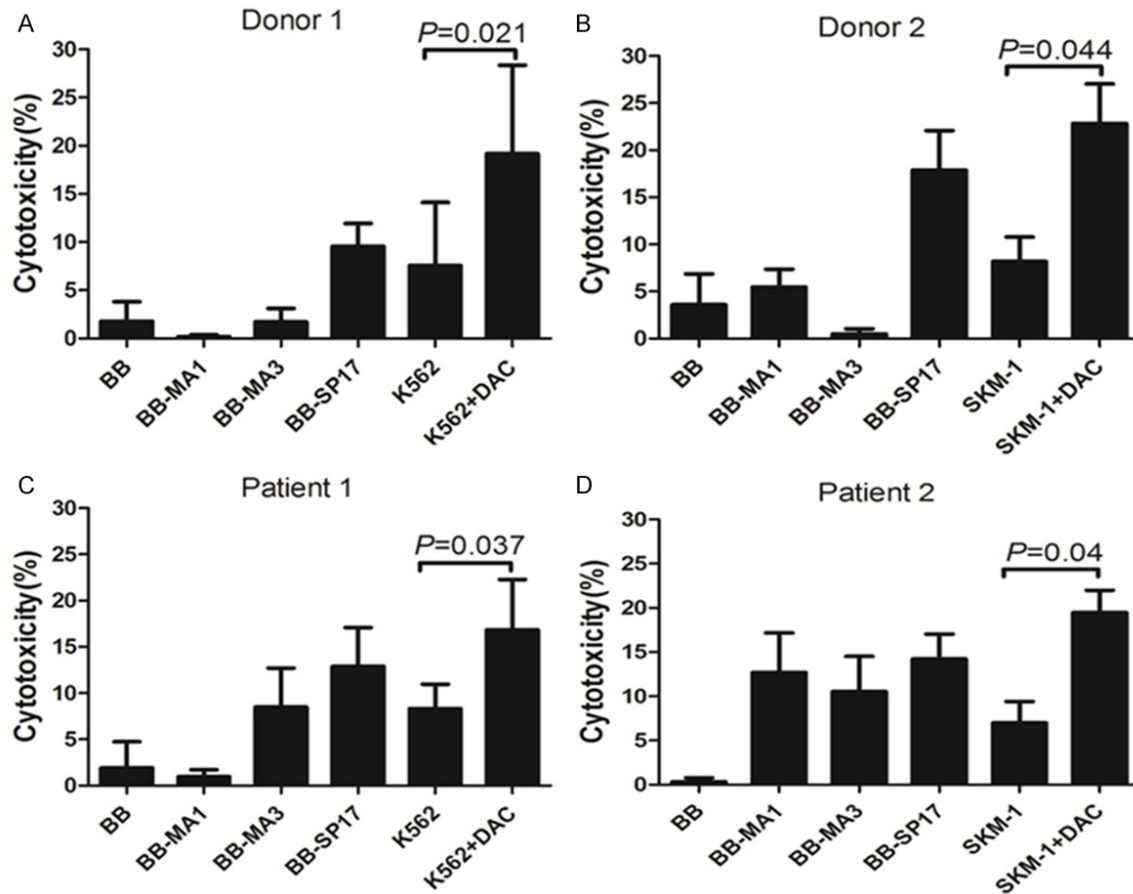 A
Donor 1
P=0.021
Cytotoxicity(%)
30
25
20
15
10
5
0
BB
BB-MA1
BB-MA3
BB-SP17
K562
K562+DAC
B
Donor 2
P=0.044
Cytotoxicity(%)
30
25
20
15
10
5
0
BB
BB-MA1
BB-MA3
BB-SP17
SKM-1
SKM-1+DAC
C
Patient 1
P=0.037
Cytotoxicity(%)
30
25
20
15
10
5
0
BB
BB-MA1
BB-MA3
BB-SP17
K562
K562+DAC
D
Patient 2
P=0.04
Cytotoxicity(%)
30
25
20
15
10
5
0
BB
BB-MA1
BB-MA3
BB-SP17
SKM-1
SKM-1+DAC